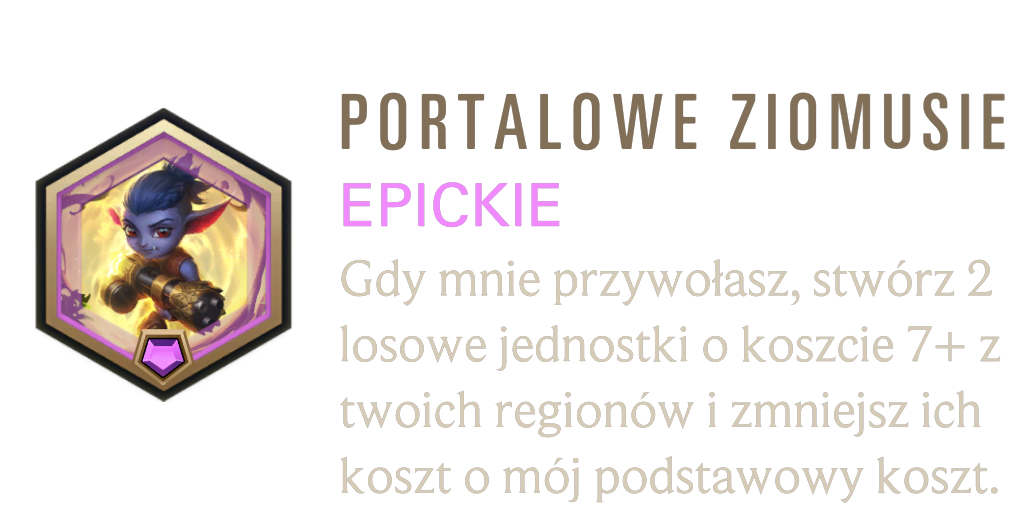 PORTALOWE ZIOMUSIE
EPICKIE
Gdy mnie przywołasz, stwórz 2
losowe jednostki o koszcie 7+ z
twoich regionów i zmniejsz ich
koszt o mój podstawowy koszt.